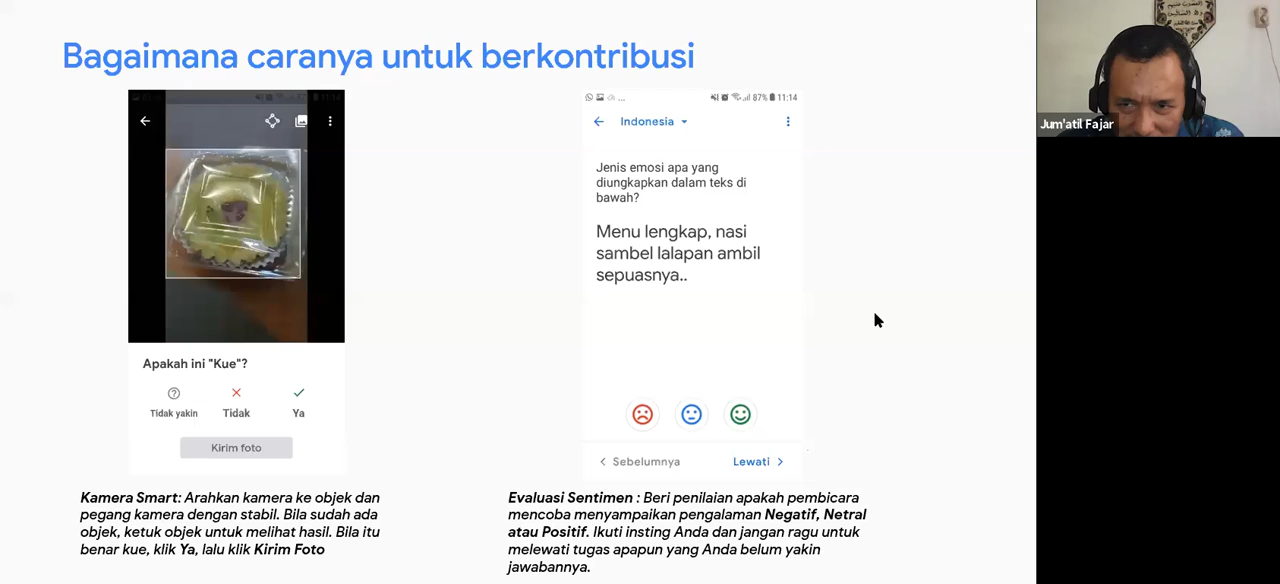 Bagaimana caranya untuk berkontribusi
11:14
Apakah ini "Kue"?
Tidak yakin
Tidak
Ya
Kirim foto
Kamera Smart: Arahkan kamera ke objek dan
pegang kamera dengan stabil. Bila sudah ada
objek, ketuk objek untuk melihat hasil. Bila itu
benar kue, klik Ya, lalu klik Kirim Foto
87% 11:14
Indonesia
Jenis emosi apa yang
diungkapkan dalam teks di
bawah?
Menu lengkap, nasi
sambel lalapan ambil
sepuasnya..
Sebelumnya
Lewati
Evaluasi Sentimen : Beri penilaian apakah pembicara
mencoba menyampaikan pengalaman Negatif, Netral
atau Positif. Ikuti insting Anda dan jangan ragu untuk
melewati tugas apapun yang Anda belum yakin
jawabannya.
Jum'atil Fajar